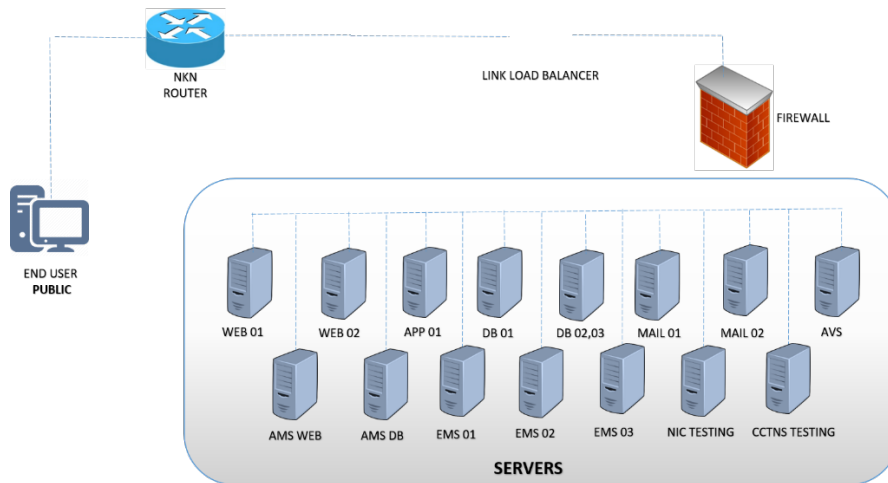 NKN
ROUTER
LINK LOAD BALANCER
FIREWALL
END USER
PUBLIC
WEB 01
WEB 02
APP 01
DB 01
DB 02,03
MAIL 01
MAIL 02
AVS
AMS WEB
AMS DB
EMS 01
EMS 02
EMS 03
NIC TESTING
CCTNS TESTING
SERVERS